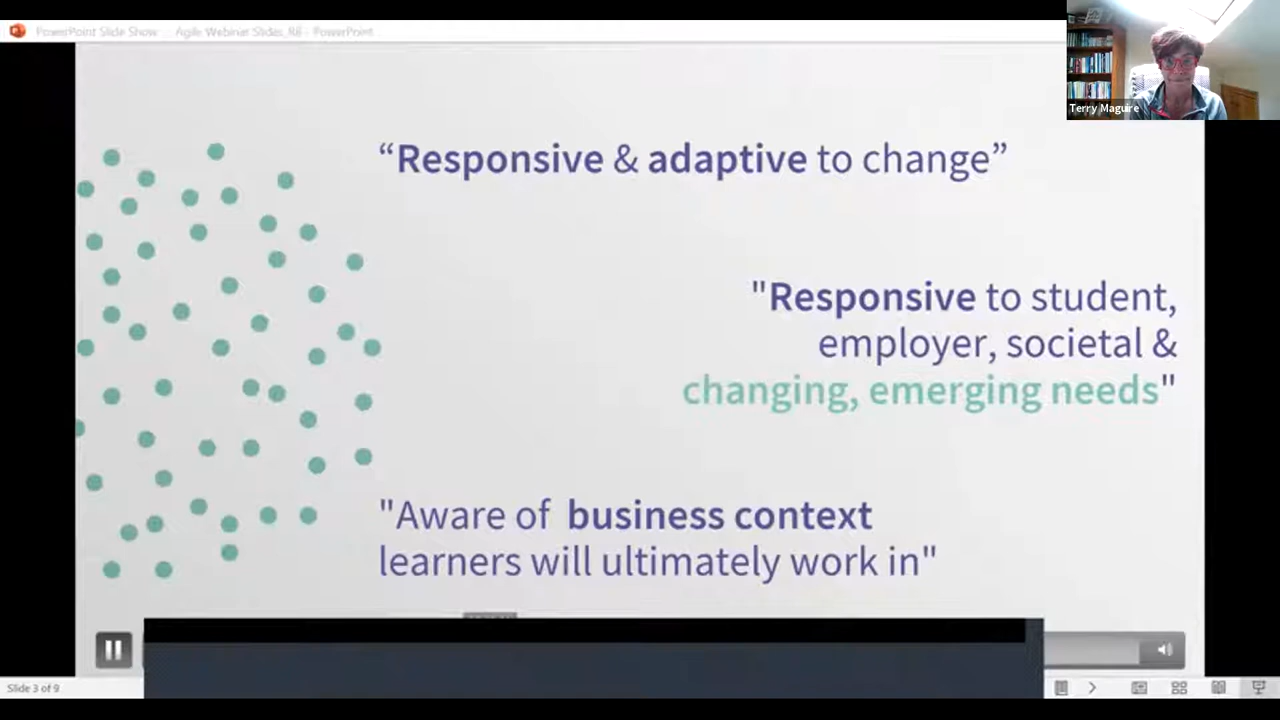 PowerPoint Slide Show - Agile Webinar Slides_Rll - PowerPoint
Terry Maguire
“Responsive & adaptive to change”
"Responsive to student,
employer, societal &
changing, emerging needs"
"Aware of business context
learners will ultimately work in"
Slide 3 of 9